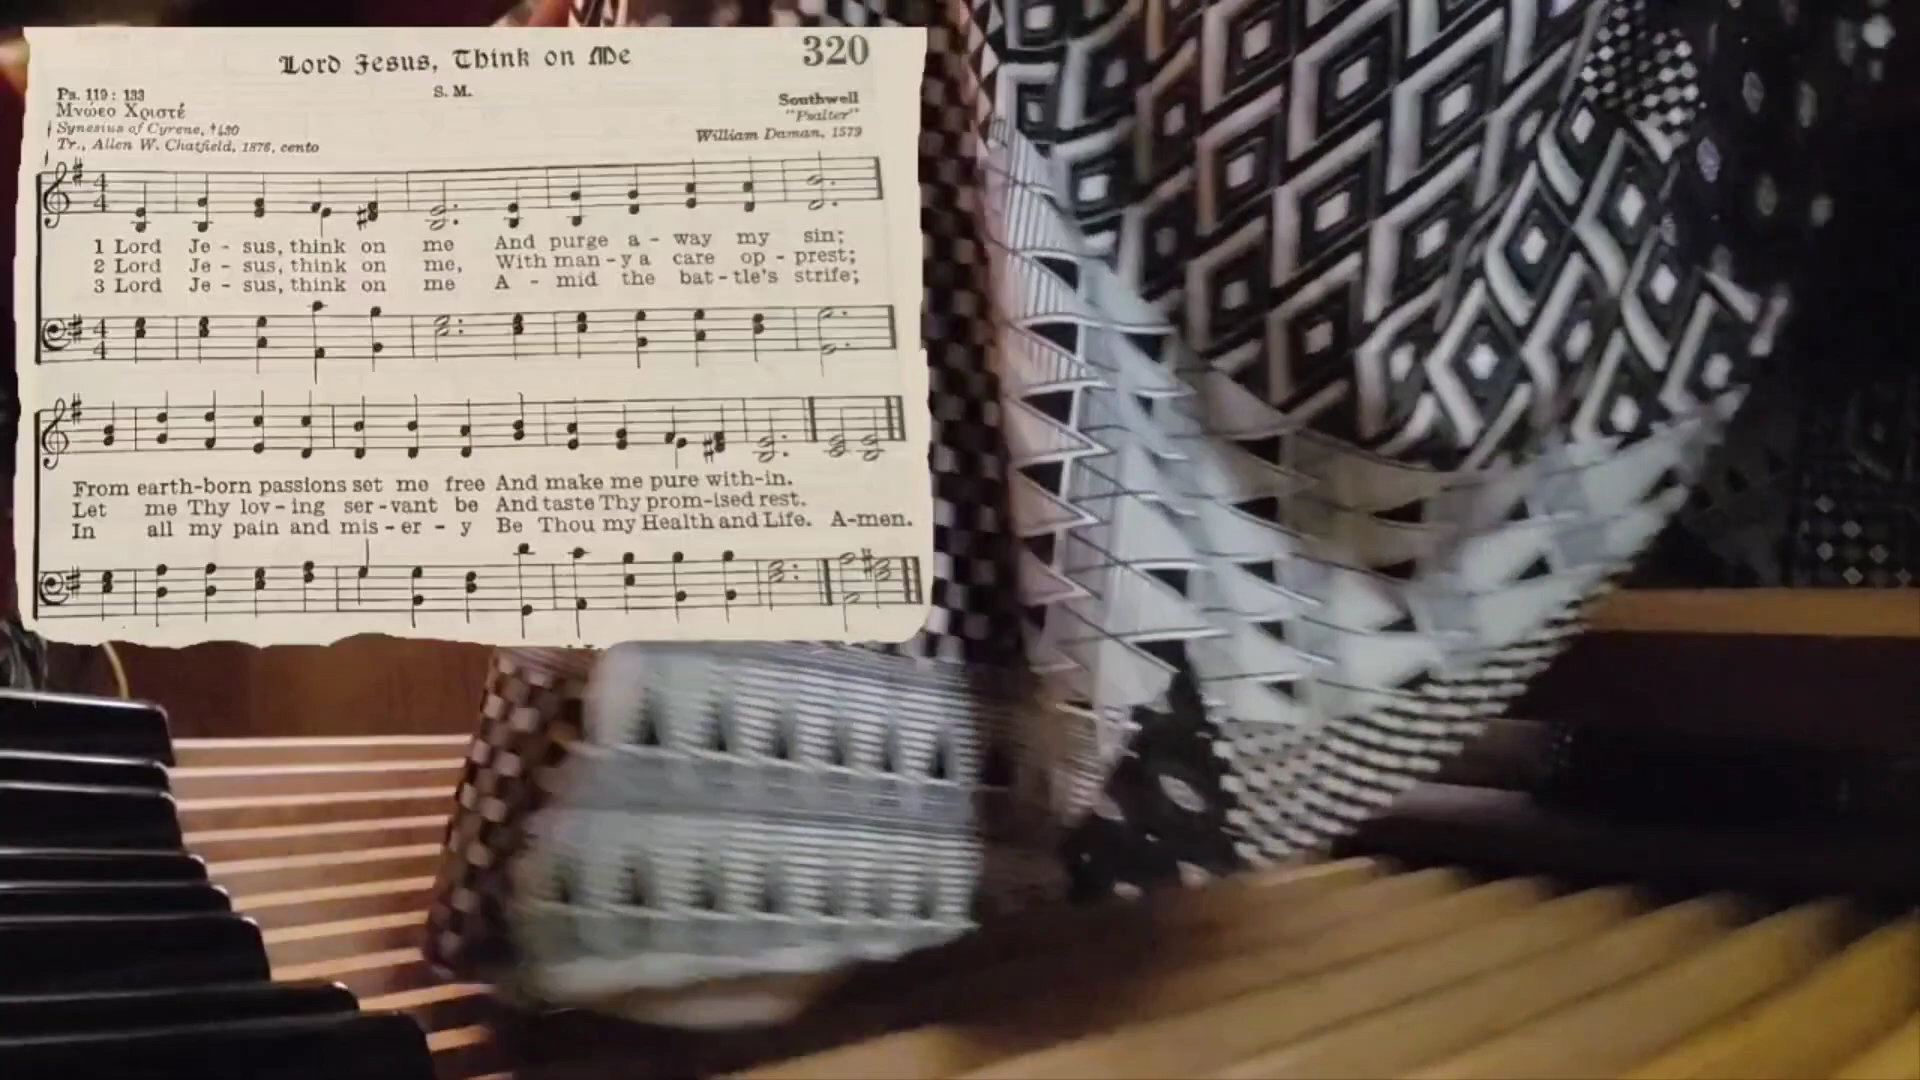 Lord Jesus, Think on Me
320
Ps. 119: 133
S. M.
Southwell
Μνώεο Χριστέ
"Psalter"
Synesius of Cyrene, †430
William Daman, 1579
Tr., Allen W. Chatfield, 1876, cento
1 Lord Je - sus, think on me And purge a - way my sin;
2 Lord Je - sus, think on me, With man - y a care op - prest;
3 Lord Je - sus, think on me A - mid the bat - tle's strife;
From earth-born passions set me free And make me pure with-in.
Let me Thy lov - ing ser - vant be And taste Thy prom-ised rest.
In all my pain and mis - er - y Be Thou my Health and Life. A-men.